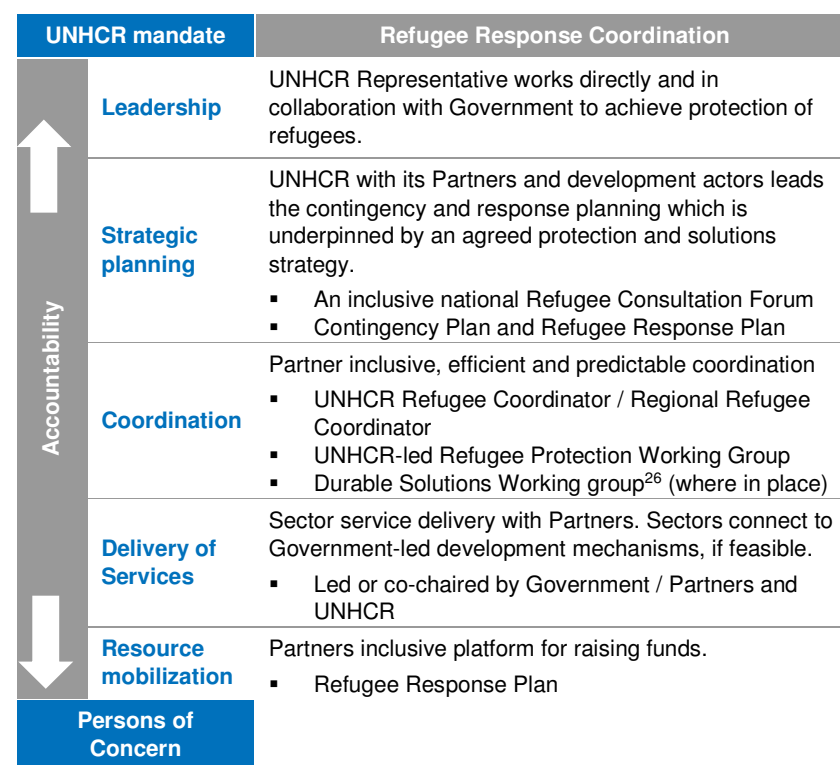 UNHCR mandate
Refugee Response Coordination
Accountability
Leadership
UNHCR Representative works directly and in
collaboration with Government to achieve protection of
refugees.
Strategic
planning
UNHCR with its Partners and development actors leads
the contingency and response planning which is
underpinned by an agreed protection and solutions
strategy.
▪ An inclusive national Refugee Consultation Forum
▪ Contingency Plan and Refugee Response Plan
Coordination
Partner inclusive, efficient and predictable coordination
▪ UNHCR Refugee Coordinator / Regional Refugee
Coordinator
▪ UNHCR-led Refugee Protection Working Group
▪ Durable Solutions Working group26 (where in place)
Delivery of
Services
Sector service delivery with Partners. Sectors connect to
Government-led development mechanisms, if feasible.
▪ Led or co-chaired by Government / Partners and
UNHCR
Resource
mobilization
Partners inclusive platform for raising funds.
▪ Refugee Response Plan
Persons of
Concern